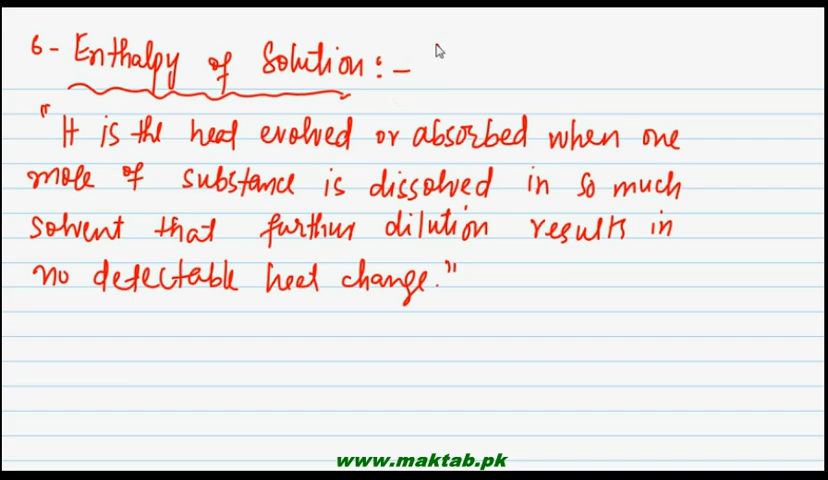 6- Enthalpy of Solution:-
"It is the heat evolved or absorbed when one
mole of substance is dissolved in so much
solvent that further dilution results in
no detectable heat change."
www.maktab.pk